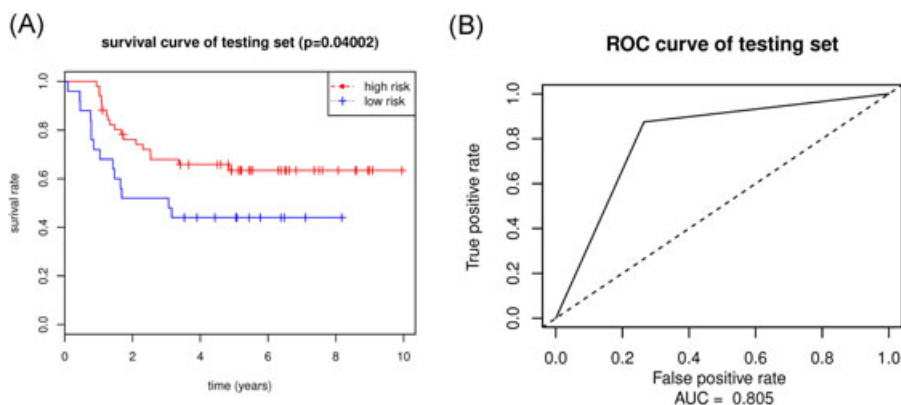 (A)
survival curve of testing set (p=0.04002)
high risk
low risk
surival rate
1.0
0.8
0.6
0.4
0.2
0.0
0 2 4 6 8 10
time (years)
(B)
ROC curve of testing set
True positive rate
1.0
0.8
0.6
0.4
0.2
0.0
0.0 0.2 0.4 0.6 0.8 1.0
False positive rate
AUC = 0.805